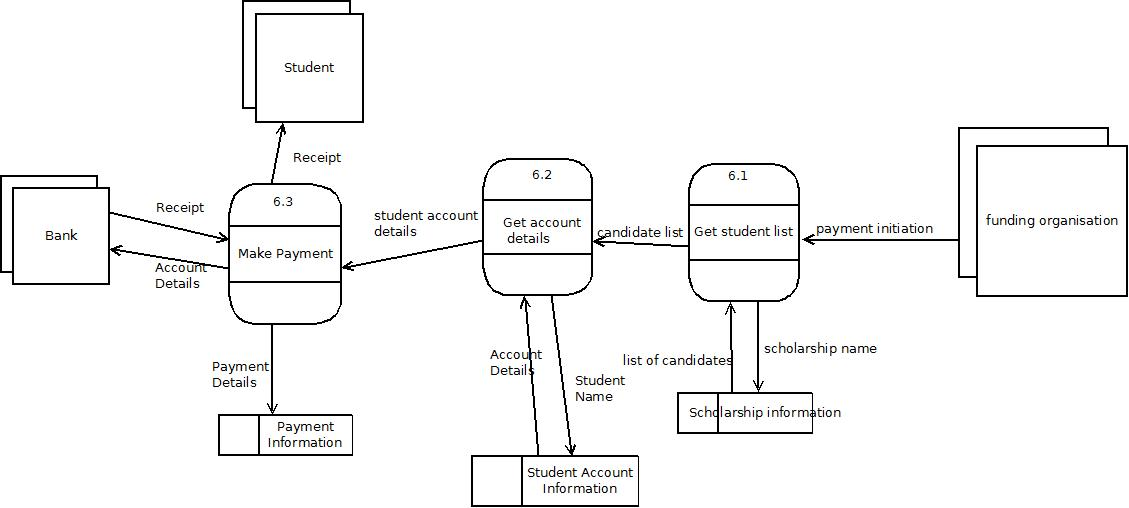 Student
Receipt
6.2
6.1
6.3
Receipt
student account
details
Get account
details
candidate list
Get student list
payment initiation
funding organisation
Bank
Make Payment
Account
Details
list of candidates
scholarship name
Account
Details
Payment
Details
Student
Name
Scholarship information
Payment
Information
Student Account
Information